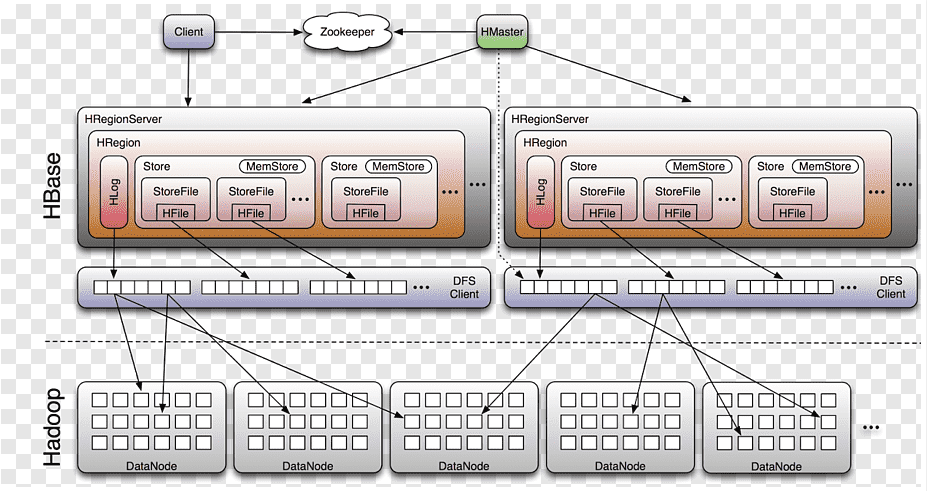 Client
Zookeeper
HMaster
HBase
HRegionServer
HRegion
HLog
Store
MemStore
StoreFile
HFile
StoreFile
HFile
...
Store
MemStore
StoreFile
HFile
...
...
DFS
Client
...
HRegionServer
HRegion
HLog
Store
MemStore
StoreFile
HFile
StoreFile
HFile
...
Store
MemStore
StoreFile
HFile
...
...
DFS
Client
...
Hadoop
DataNode
DataNode
DataNode
DataNode
DataNode
...